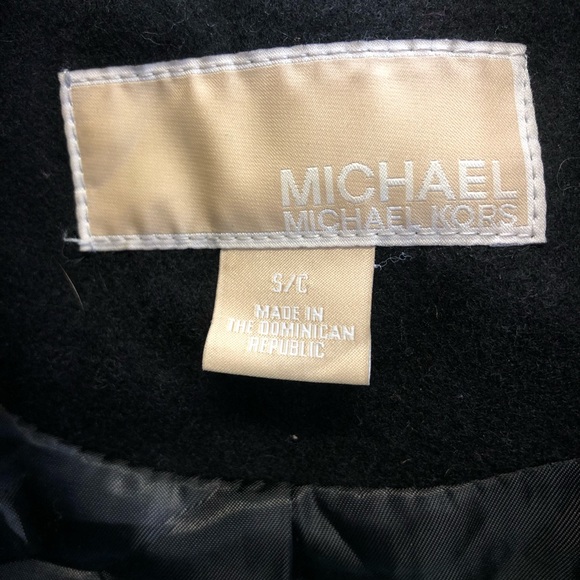 MICHAEL
MICHAEL KORS
S/C
MADE IN
THE DOMINICAN
REPUBLIC